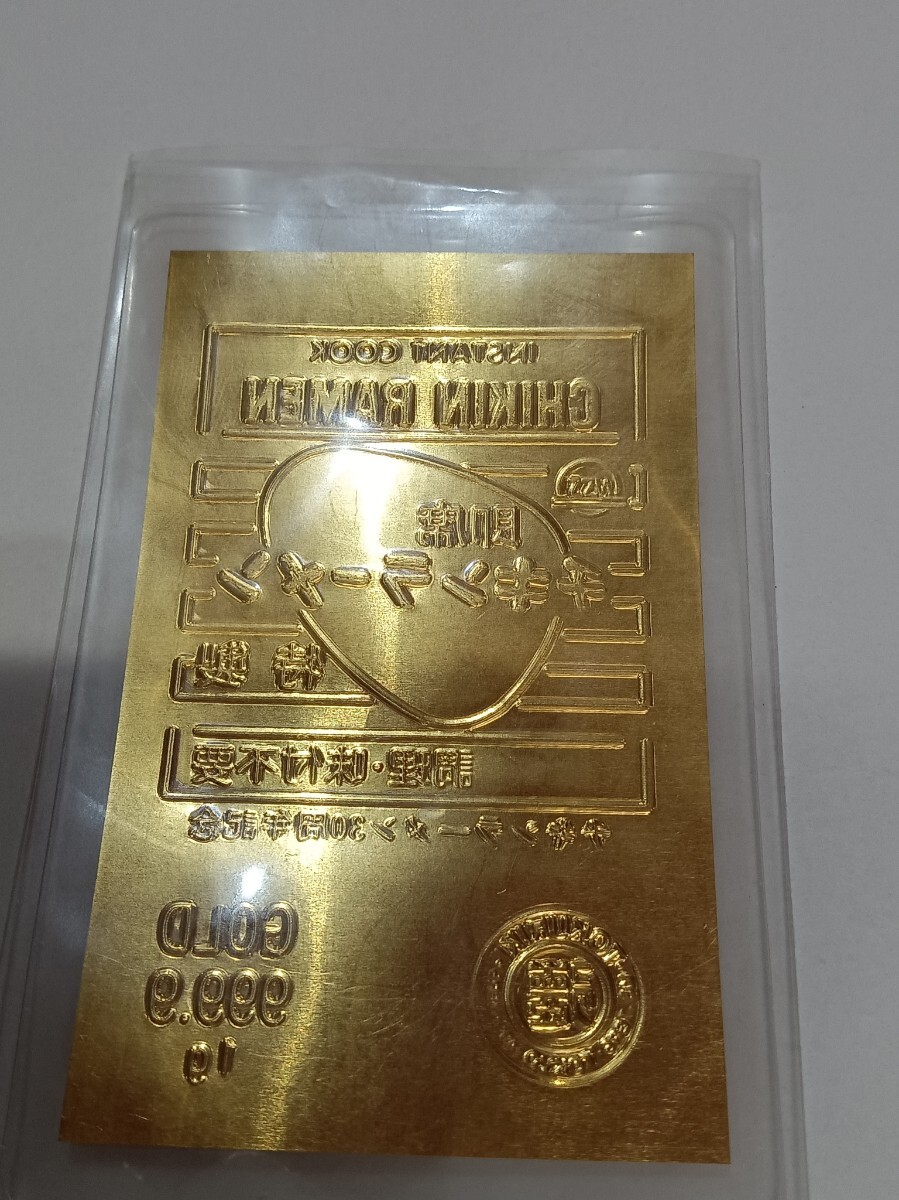 INSTANT COOK
CHIKIN RAMEN
即席
チキンラーメン
特製
調理・味付不要
チキンラーメン30周年記念
GOLD
999.9
1g